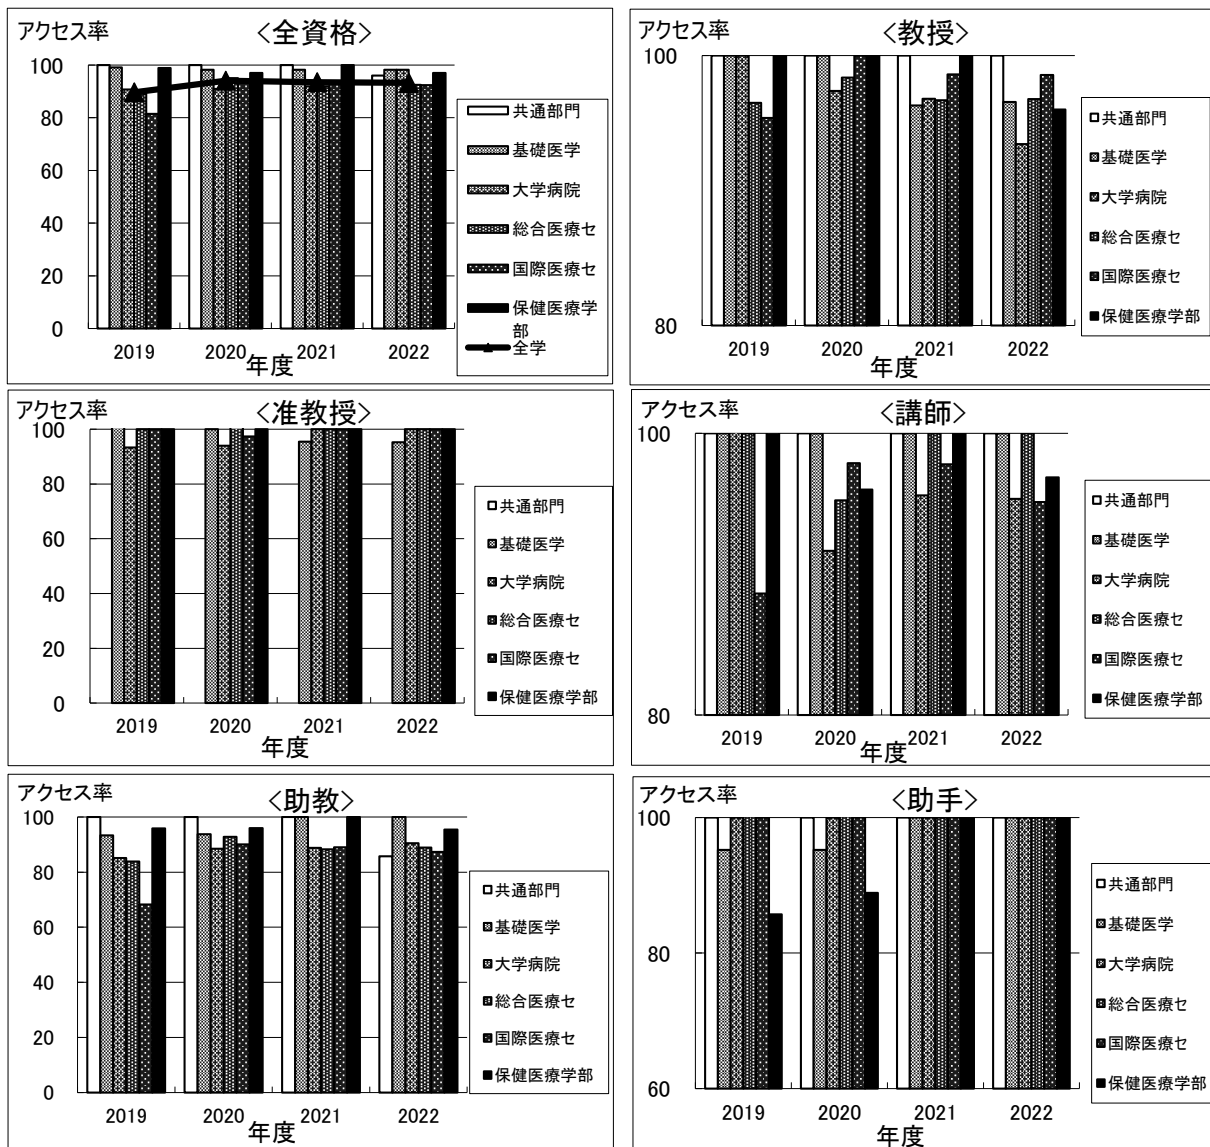 アクセス率
<全資格>
100
80
60
40
20
0
2019
2020
2021
2022
年度
共通部門
基礎医学
大学病院
総合医療セ
国際医療セ
保健医療学
部
全学
<教授>
100
80
2019
2020
2021
2022
年度
共通部門
基礎医学
大学病院
総合医療セ
国際医療セ
保健医療学部
アクセス率
<准教授>
100
80
60
40
20
0
2019
2020
2021
2022
年度
共通部門
基礎医学
大学病院
総合医療セ
国際医療セ
保健医療学部
アクセス率
<講師>
100
80
2019
2020
2021
2022
年度
共通部門
基礎医学
大学病院
総合医療セ
国際医療セ
保健医療学部
アクセス率
<助教>
100
80
60
40
20
0
2019
2020
2021
2022
年度
共通部門
基礎医学
大学病院
総合医療セ
国際医療セ
保健医療学部
アクセス率
<助手>
100
80
60
2019
2020
2021
2022
年度
共通部門
基礎医学
大学病院
総合医療セ
国際医療セ
保健医療学部
アクセス率